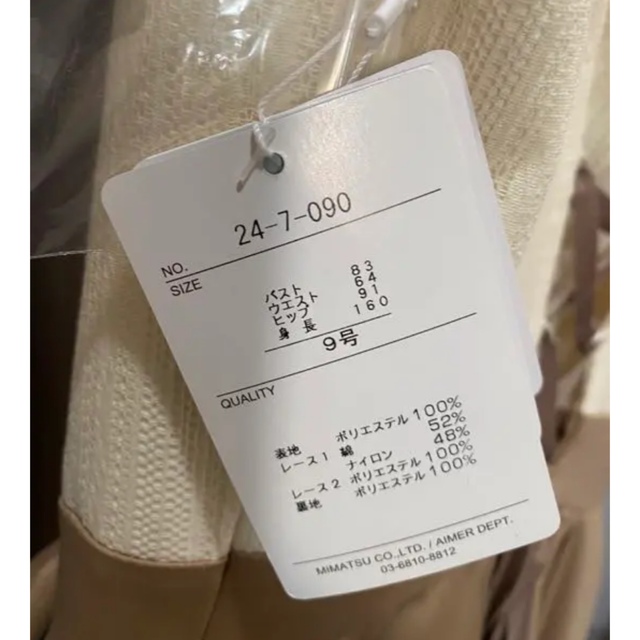 NO. 24-7-090
SIZE
バスト 83
ウエスト 64
ヒップ 91
身長 160
9号
QUALITY
表地 ポリエステル100%
レース1 綿 52%
ナイロン 48%
レース2 ポリエステル100%
裏地 ポリエステル100%
MIMATSU CO.,LTD. / AIMER DEPT.
03-6810-8812